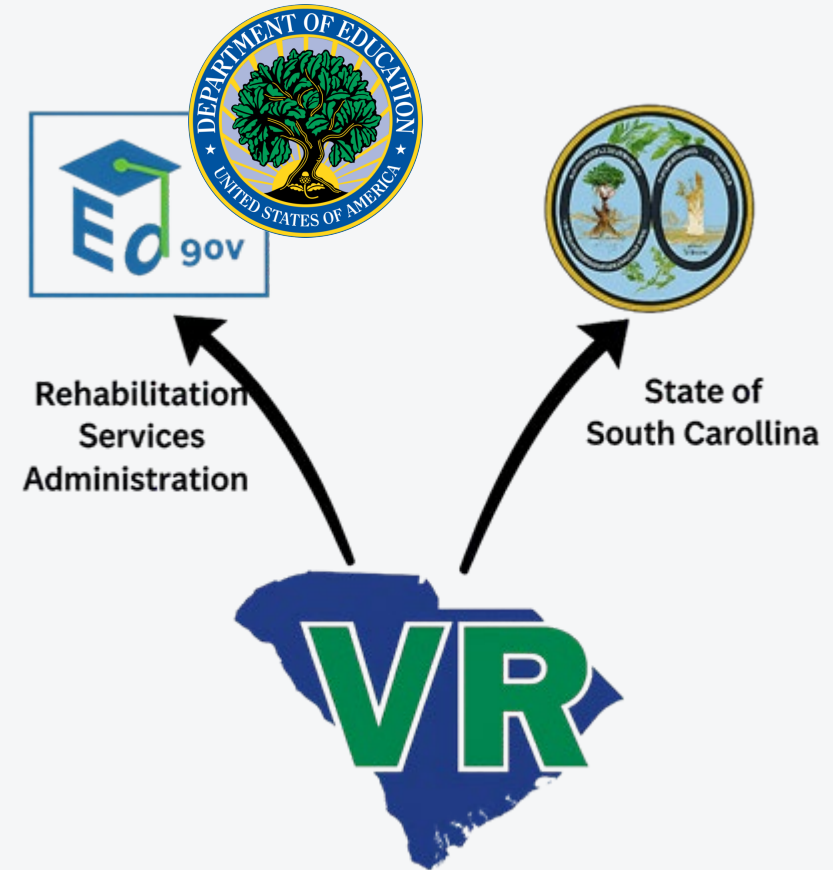 DEPARTMENT OF EDUCATION
UNITED STATES OF AMERICA
Ed gov
Rehabilitation
Services
Administration
State of
South Carollina
VR